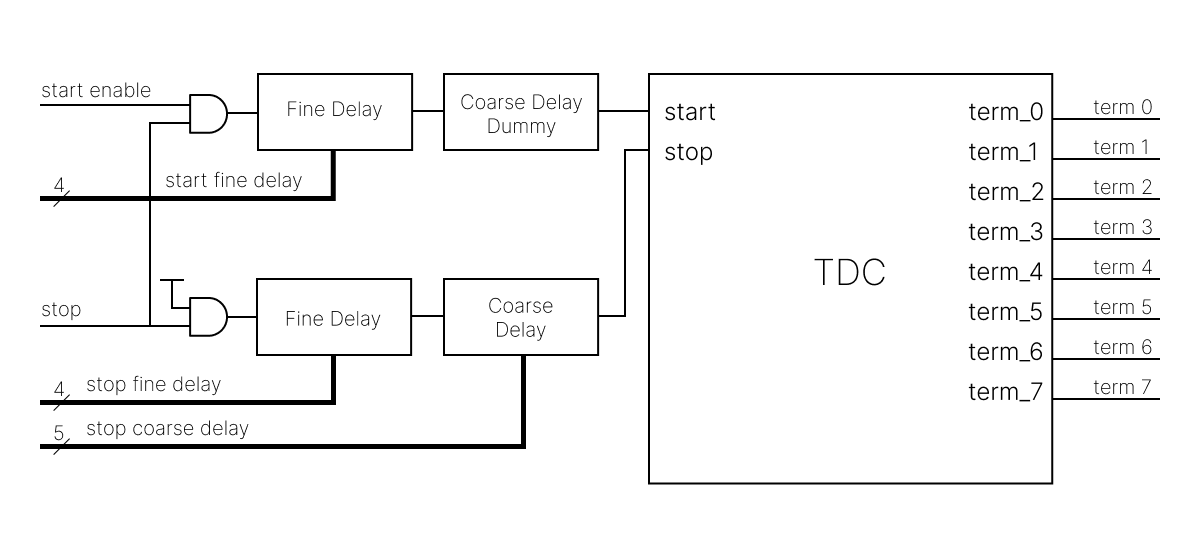 start enable
Fine Delay
Coarse Delay
Dummy
start
stop
4
start fine delay
stop
Fine Delay
Coarse
Delay
4
stop fine delay
5
stop coarse delay
TDC
term_0
term 0
term_1
term 1
term_2
term 2
term_3
term 3
term_4
term 4
term_5
term 5
term_6
term 6
term_7
term 7